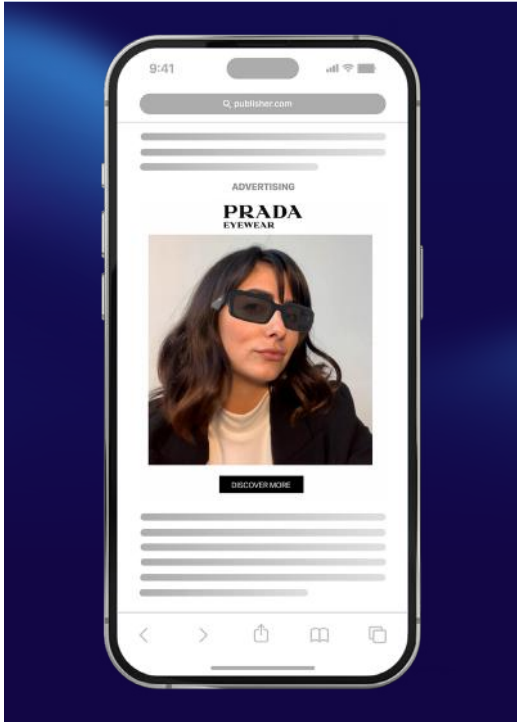 9:41
publisher.com
ADVERTISING
PRADA
EYEWEAR
DISCOVER MORE